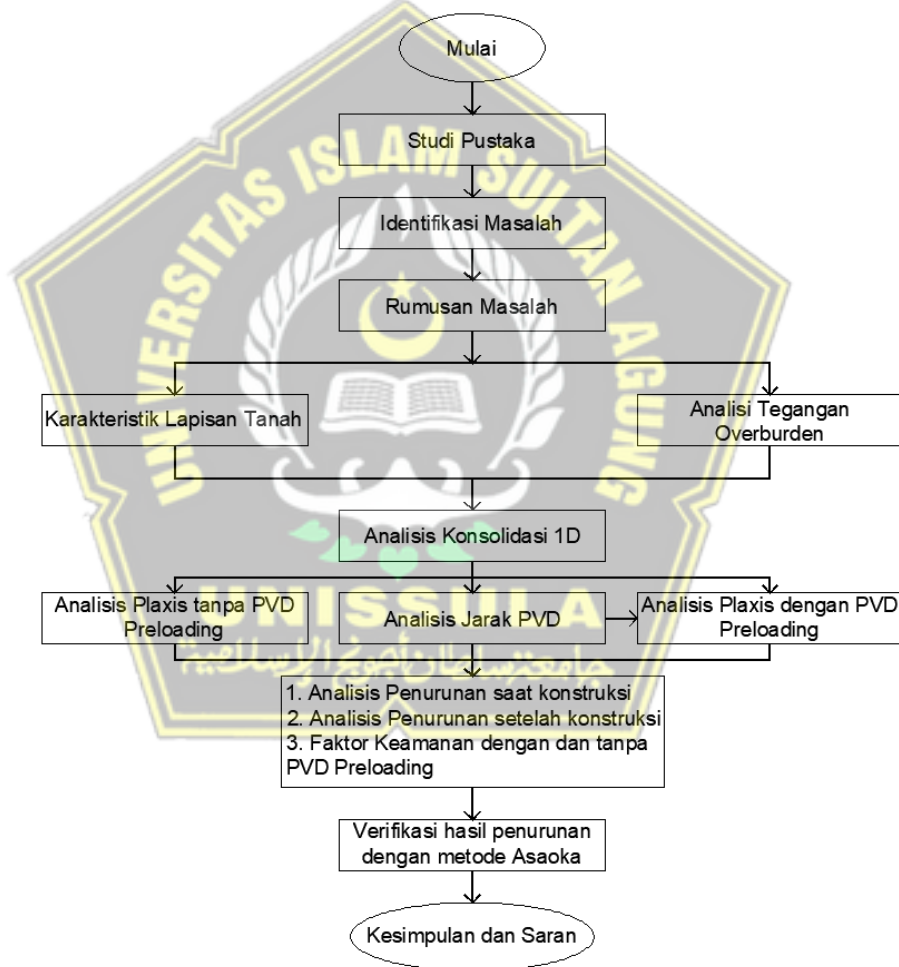 Mulai
Studi Pustaka
UNIVERSITAS ISLAM SULTAN AGUNG
Identifikasi Masalah
Rumusan Masalah
Karakteristik Lapisan Tanah
Analisi Tegangan
Overburden
Analisis Konsolidasi 1D
UNISSULA
جامعنسلطان أجونج الإسلامية
Analisis Plaxis tanpa PVD
Preloading
Analisis Jarak PVD
Analisis Plaxis dengan PVD
Preloading
1. Analisis Penurunan saat konstruksi
2. Analisis Penurunan setelah konstruksi
3. Faktor Keamanan dengan dan tanpa
PVD Preloading
Verifikasi hasil penurunan
dengan metode Asaoka
Kesimpulan dan Saran